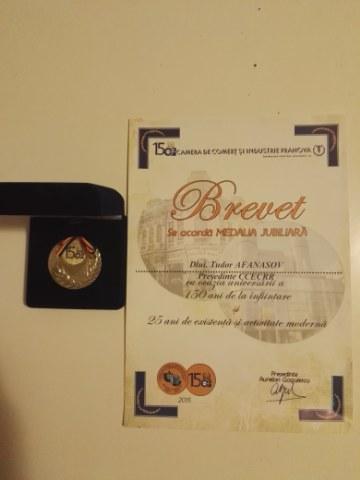 150
CAMERA DE COMERȚ ȘI INDUSTRIE PRAHOVA
Brevet
Se acordă MEDALIA JUBILIARĂ
Dlui. Tudor AFANASOV
Președinte CCECRR
cu ocazia aniversării a
150 ani de la înființare
și
25 ani de existență și activitate modernă
150
2015
Președinte
Aurelian Gogulescu
150